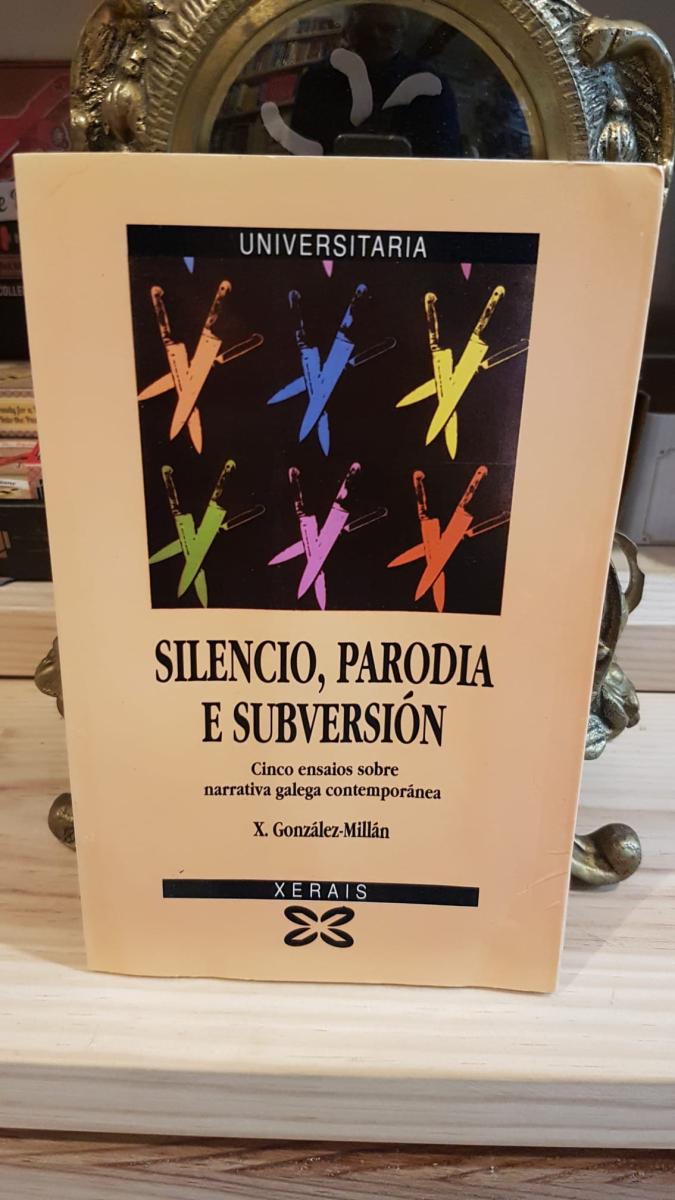 UNIVERSITARIA
SILENCIO, PARODIA
E SUBVERSIÓN
Cinco ensaios sobre
narrativa galega contemporánea
X. González-Millán
XERAIS